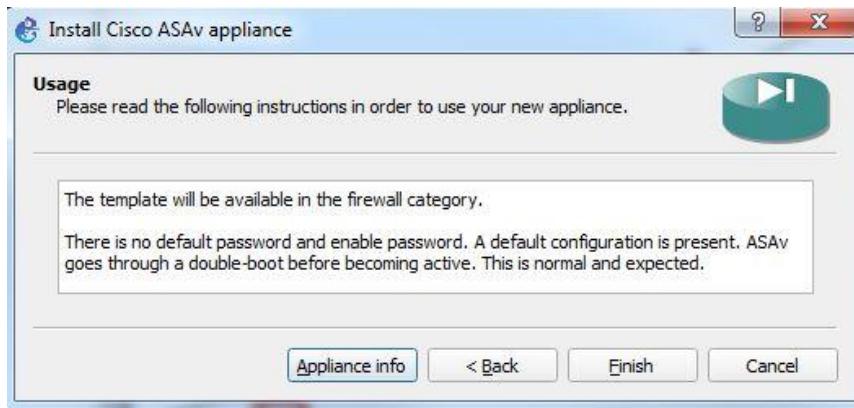 Install Cisco ASAv appliance
Usage
Please read the following instructions in order to use your new appliance.
The template will be available in the firewall category.
There is no default password and enable password. A default configuration is present. ASAv
goes through a double-boot before becoming active. This is normal and expected.
Appliance info
< Back
Finish
Cancel